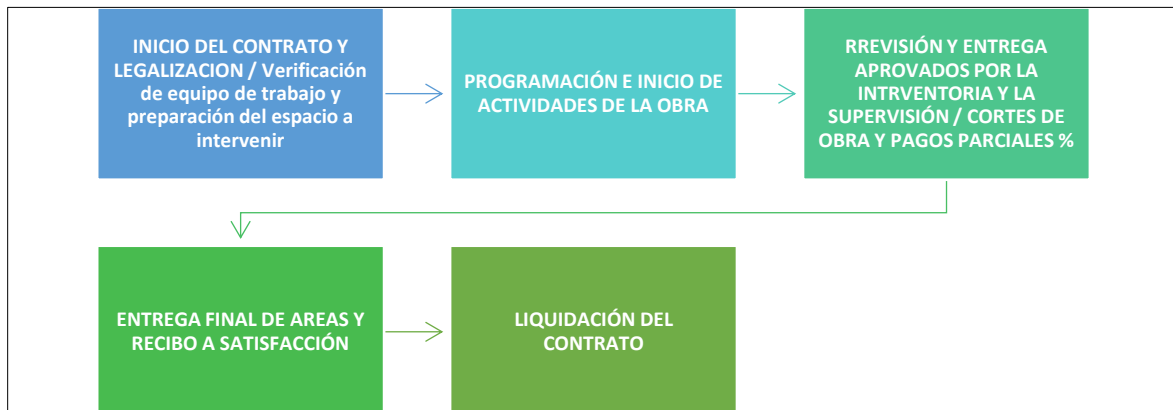 INICIO DEL CONTRATO Y
LEGALIZACION / Verificación
de equipo de trabajo y
preparación del espacio a
intervenir
PROGRAMACIÓN E INICIO DE
ACTIVIDADES DE LA OBRA
RREVISIÓN Y ENTREGA
APROVADOS POR LA
INTRVENTORIA Y LA
SUPERVISIÓN / CORTES DE
OBRA Y PAGOS PARCIALES %
ENTREGA FINAL DE AREAS Y
RECIBO A SATISFACCIÓN
LIQUIDACIÓN DEL
CONTRATO